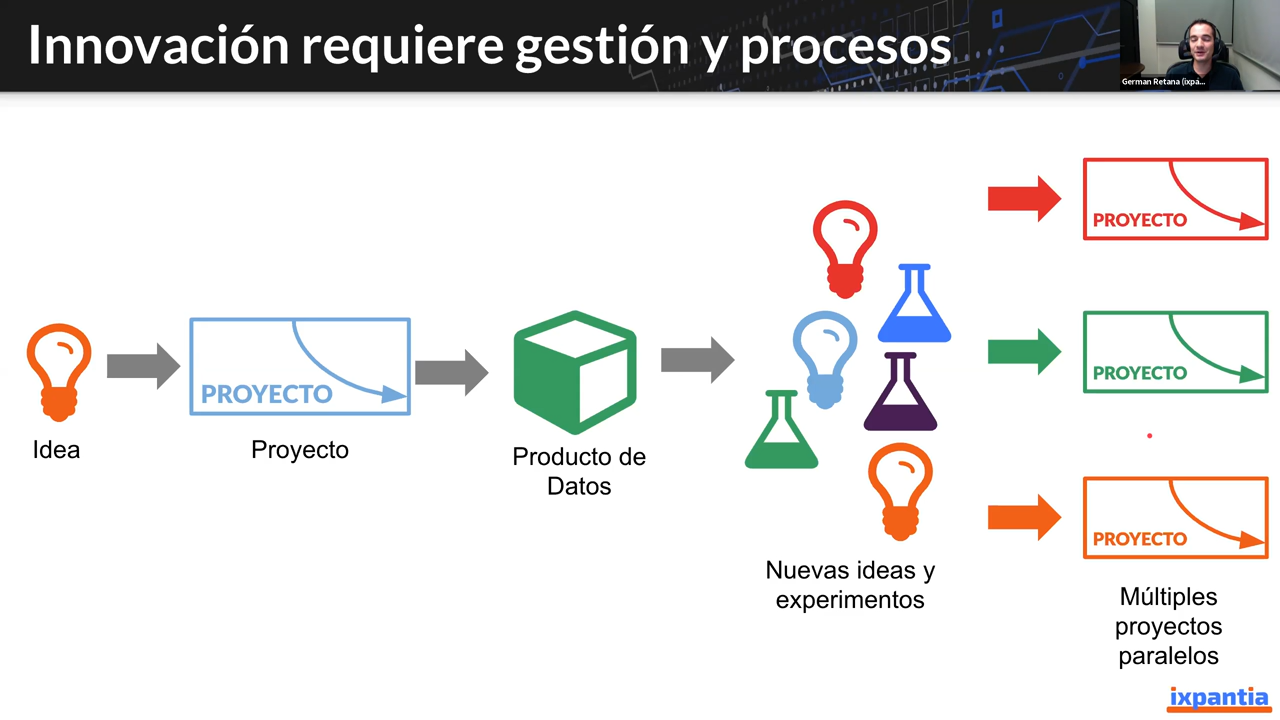 Innovación requiere gestión y procesos
German Retana (ixpa...
PROYECTO
PROYECTO
PROYECTO
PROYECTO
Idea
Proyecto
Producto de
Datos
Nuevas ideas y
experimentos
Múltiples
proyectos
paralelos
ixpantia